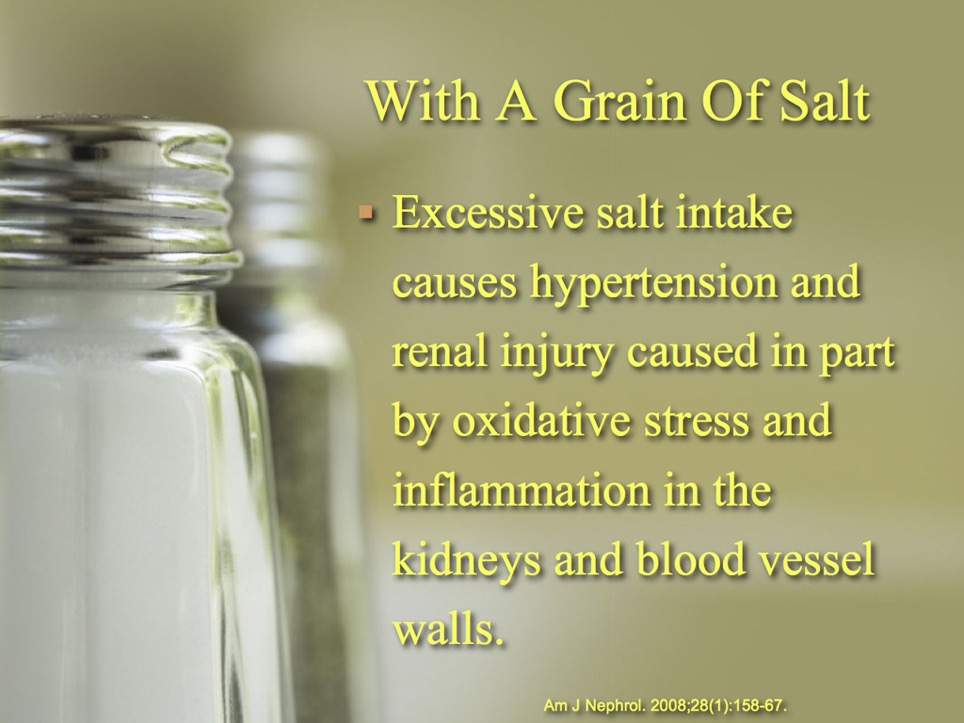 With A Grain Of Salt
▪ Excessive salt intake
causes hypertension and
renal injury caused in part
by oxidative stress and
inflammation in the
kidneys and blood vessel
walls.
Am J Nephrol. 2008;28(1):158-67.